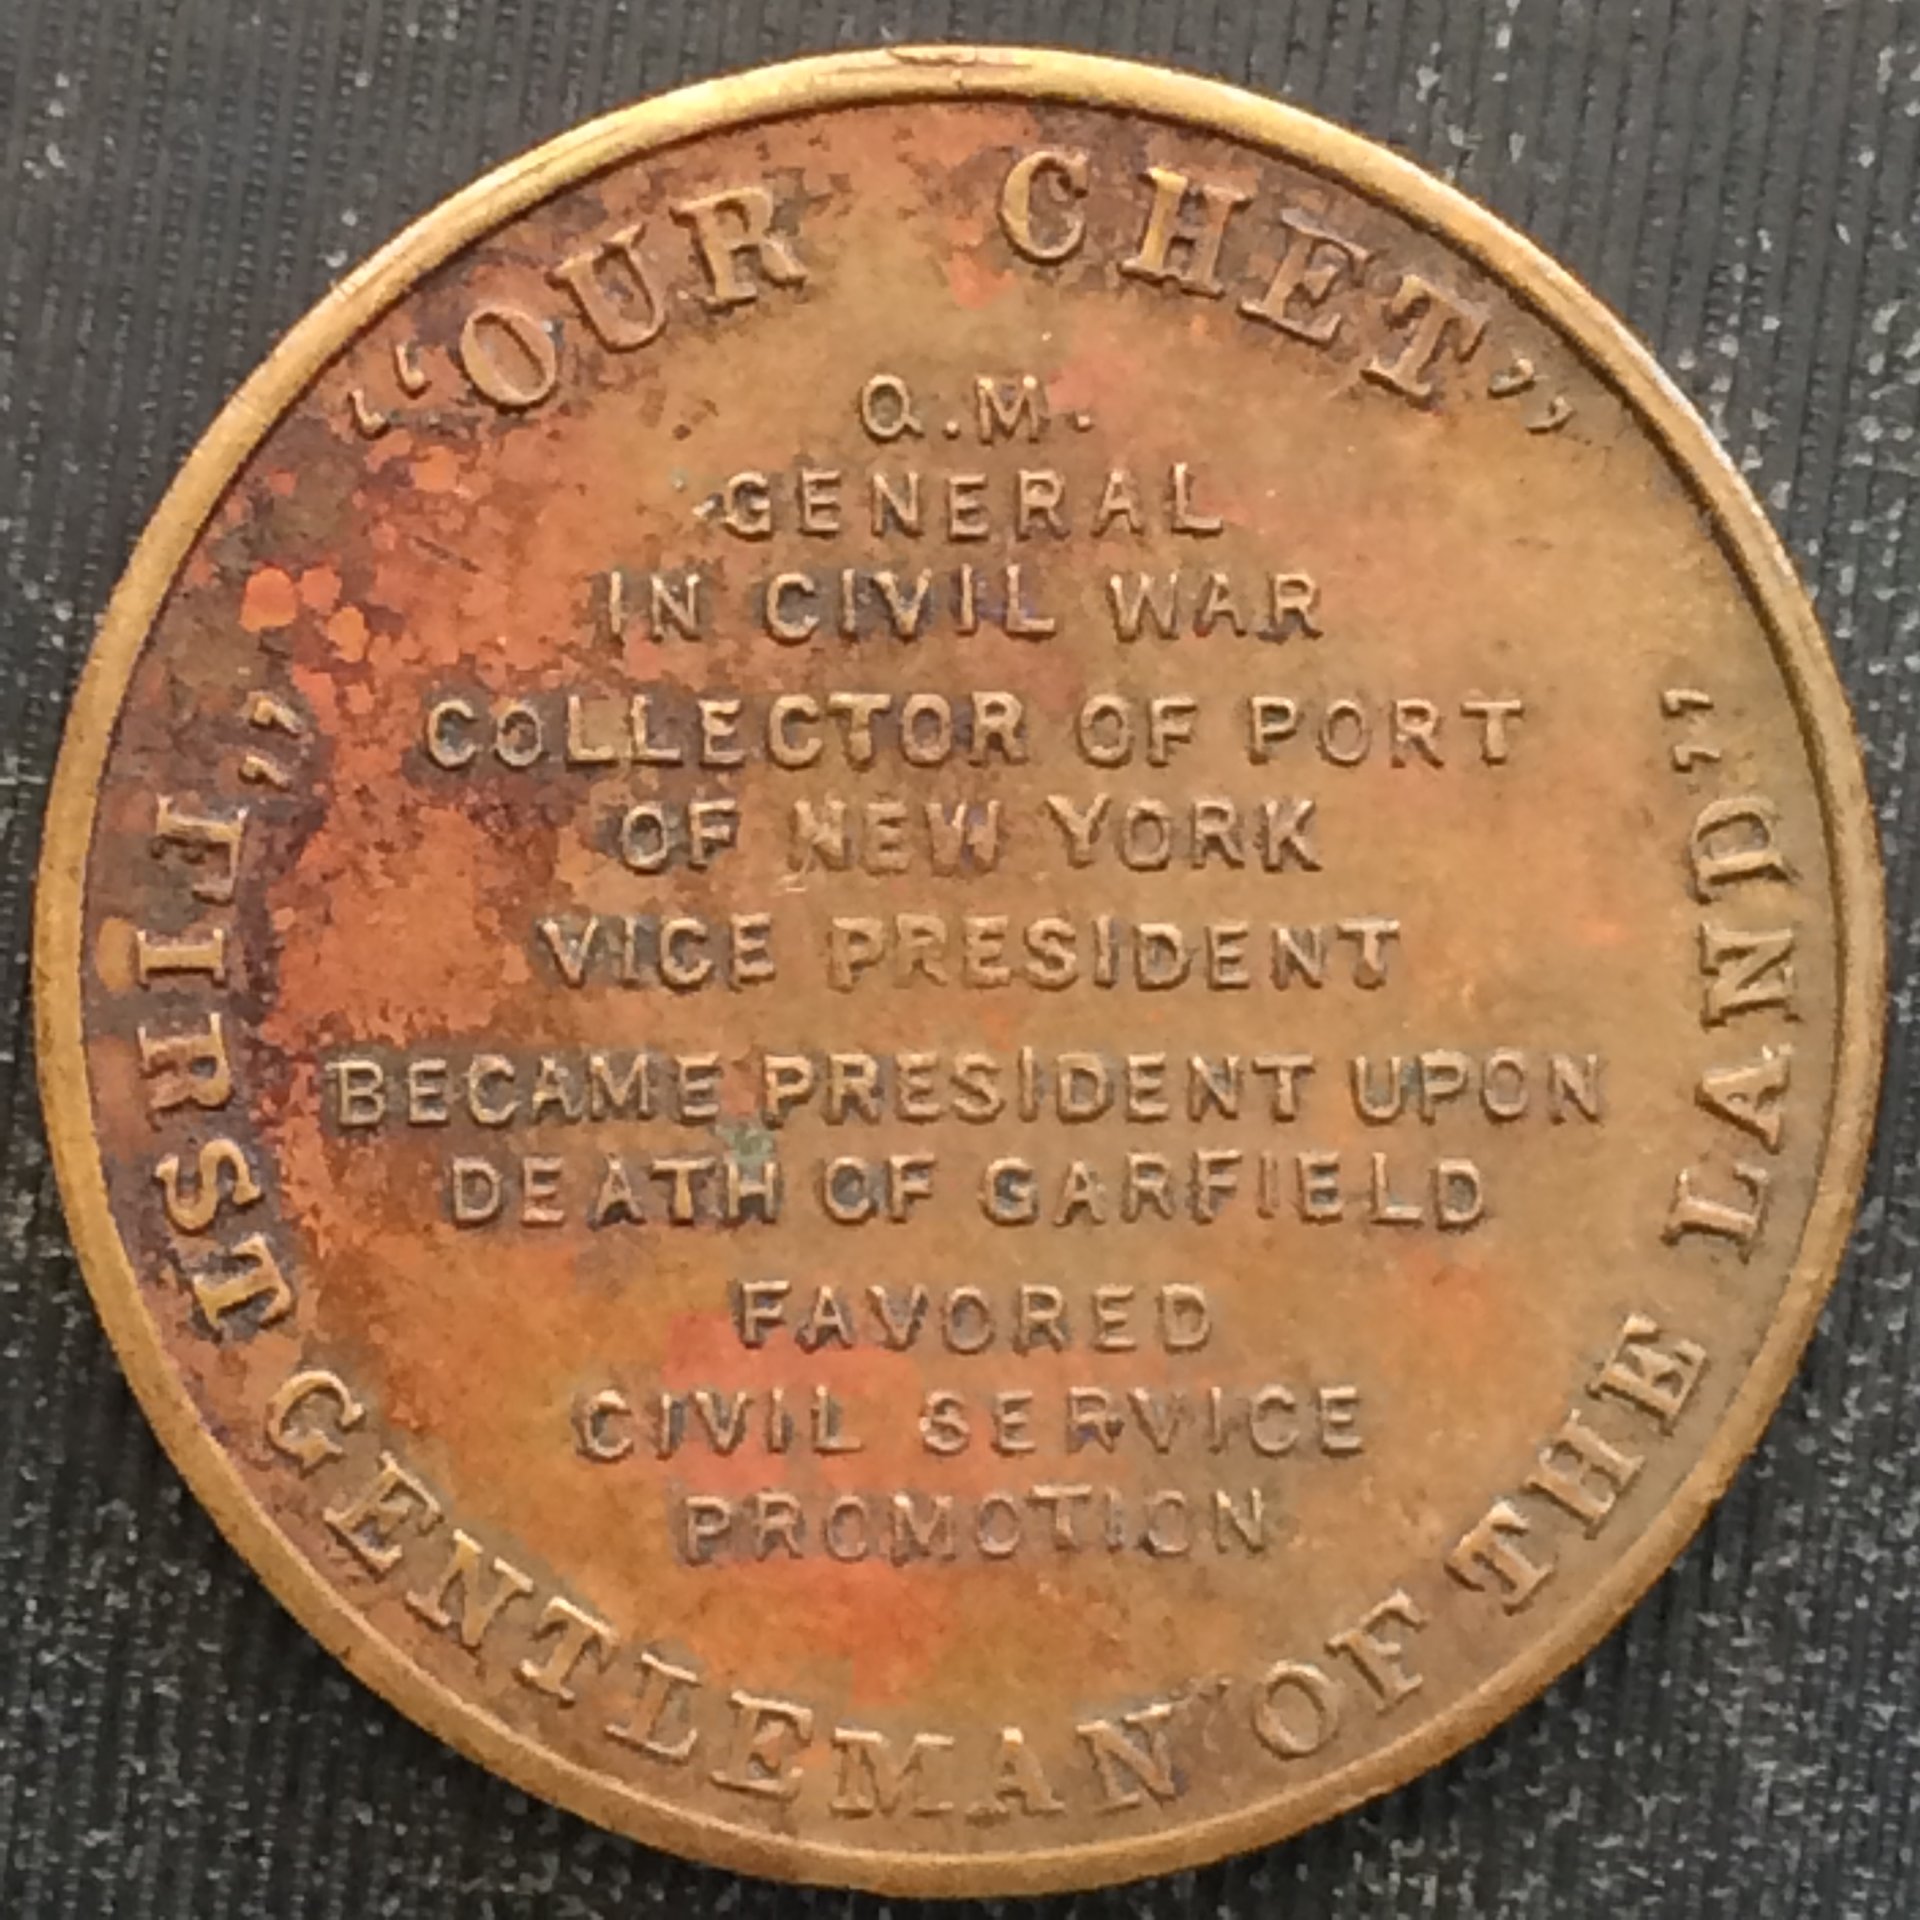 "OUR CHET"
Q.M.
GENERAL
IN CIVIL WAR
COLLECTOR OF PORT
OF NEW YORK
VICE PRESIDENT
BECAME PRESIDENT UPON
DEATH OF GARFIELD
FAVORED
CIVIL SERVICE
PROMOTION
"FIRST GENTLEMAN OF THE LAND"